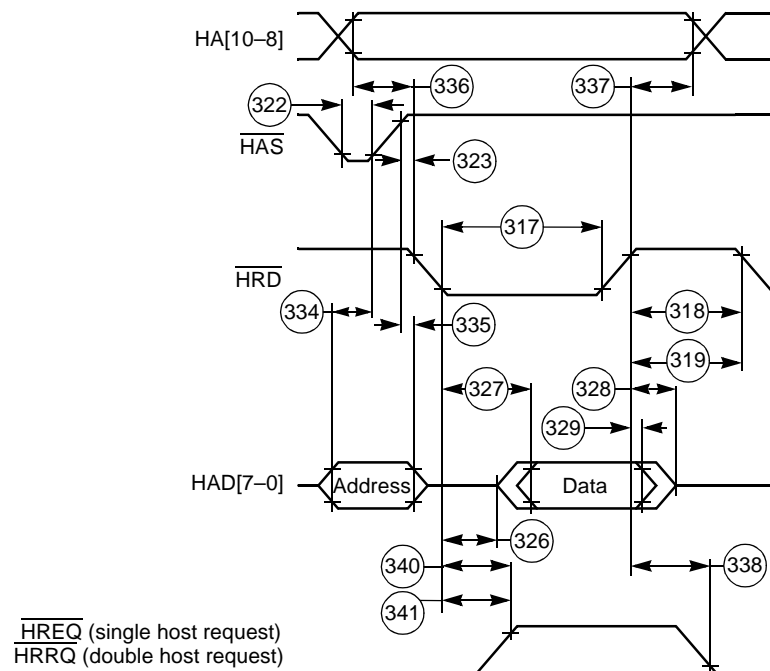 HA[10–8]
336
337
322
HAS
323
317
HRD
334
335
318
319
327
328
329
HAD[7–0]
Address
Data
326
340
338
341
HREQ (single host request)
HRRQ (double host request)